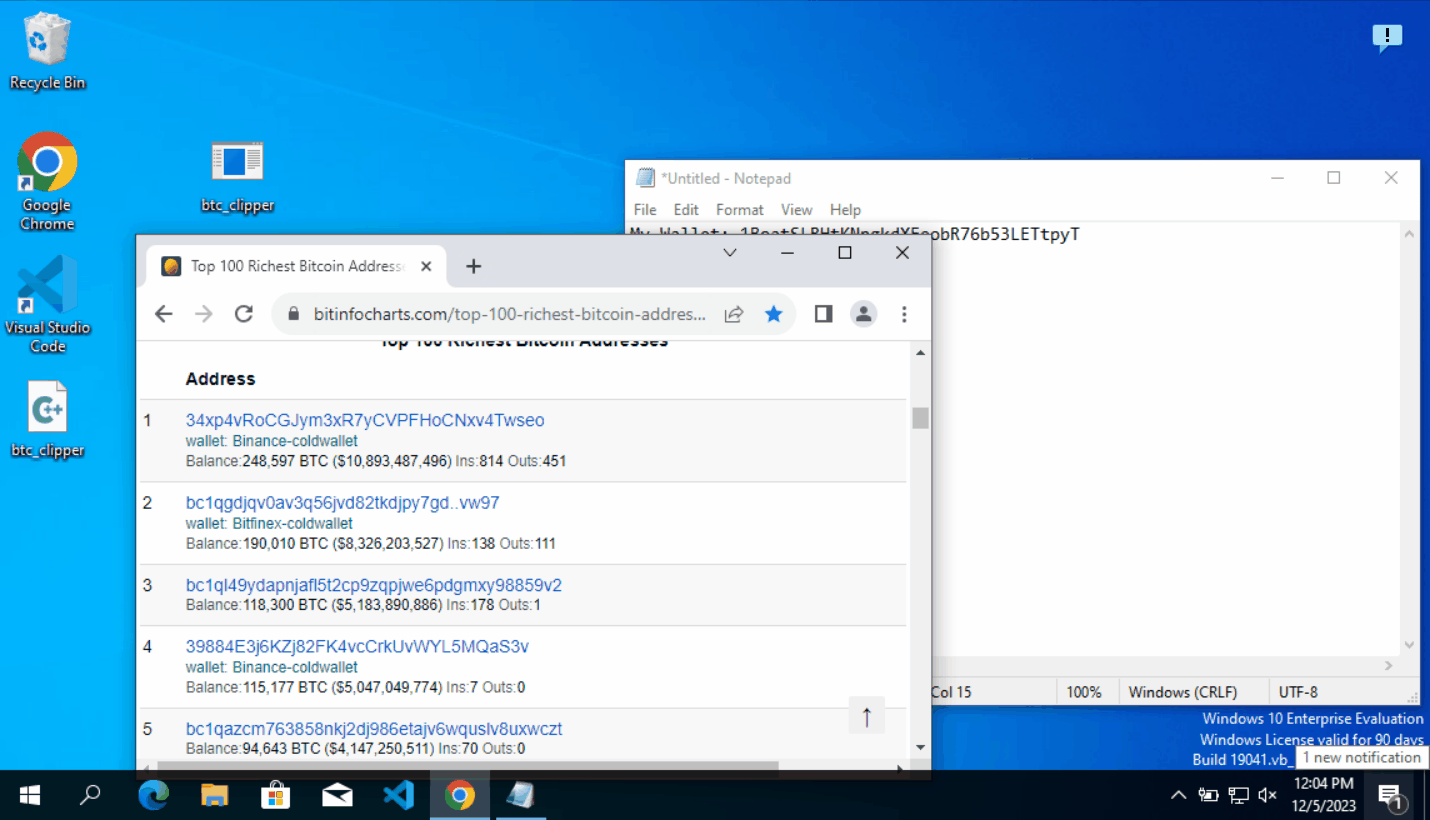 Recycle Bin
Google
Chrome
btc_clipper
Visual Studio
Code
btc_clipper
*Untitled - Notepad
File Edit Format View Help
My Wallet:
Top 100 Richest Bitcoin Addresse
bitinfocharts.com/top-100-richest-bitcoin-addres...
Top 100 Richest Bitcoin Addresses
Address
1 34xp4vRoCGJym3xR7yCVPFHoCNxv4Twseo
wallet: Binance-coldwallet
Balance:248,597 BTC ($10,893,487,496) Ins:814 Outs:451
2 bc1qgdjqv0av3q56jvd82tkdjpy7gd..vw97
wallet: Bitfinex-coldwallet
Balance:190,010 BTC ($8,326,203,527) Ins:138 Outs:111
3 bc1ql49ydapnjafl5t2cp9zqpjwe6pdgmxy98859v2
Balance:118,300 BTC ($5,183,890,886) Ins:178 Outs:1
4 39884E3j6KZj82FK4vcCrkUvWYL5MQaS3v
wallet: Binance-coldwallet
Balance:115,177 BTC ($5,047,049,774) Ins:7 Outs:0
5 bc1qazcm763858nkj2dj986etajv6wquslv8uxwczt
Balance:94,643 BTC ($4,147,250,511) Ins:70 Outs:0
Col 15 100% Windows (CRLF) UTF-8
Windows 10 Enterprise Evaluation
Windows License valid for 90 days
Build 19041.vb_
1 new notification
12:04 PM
12/5/2023
1